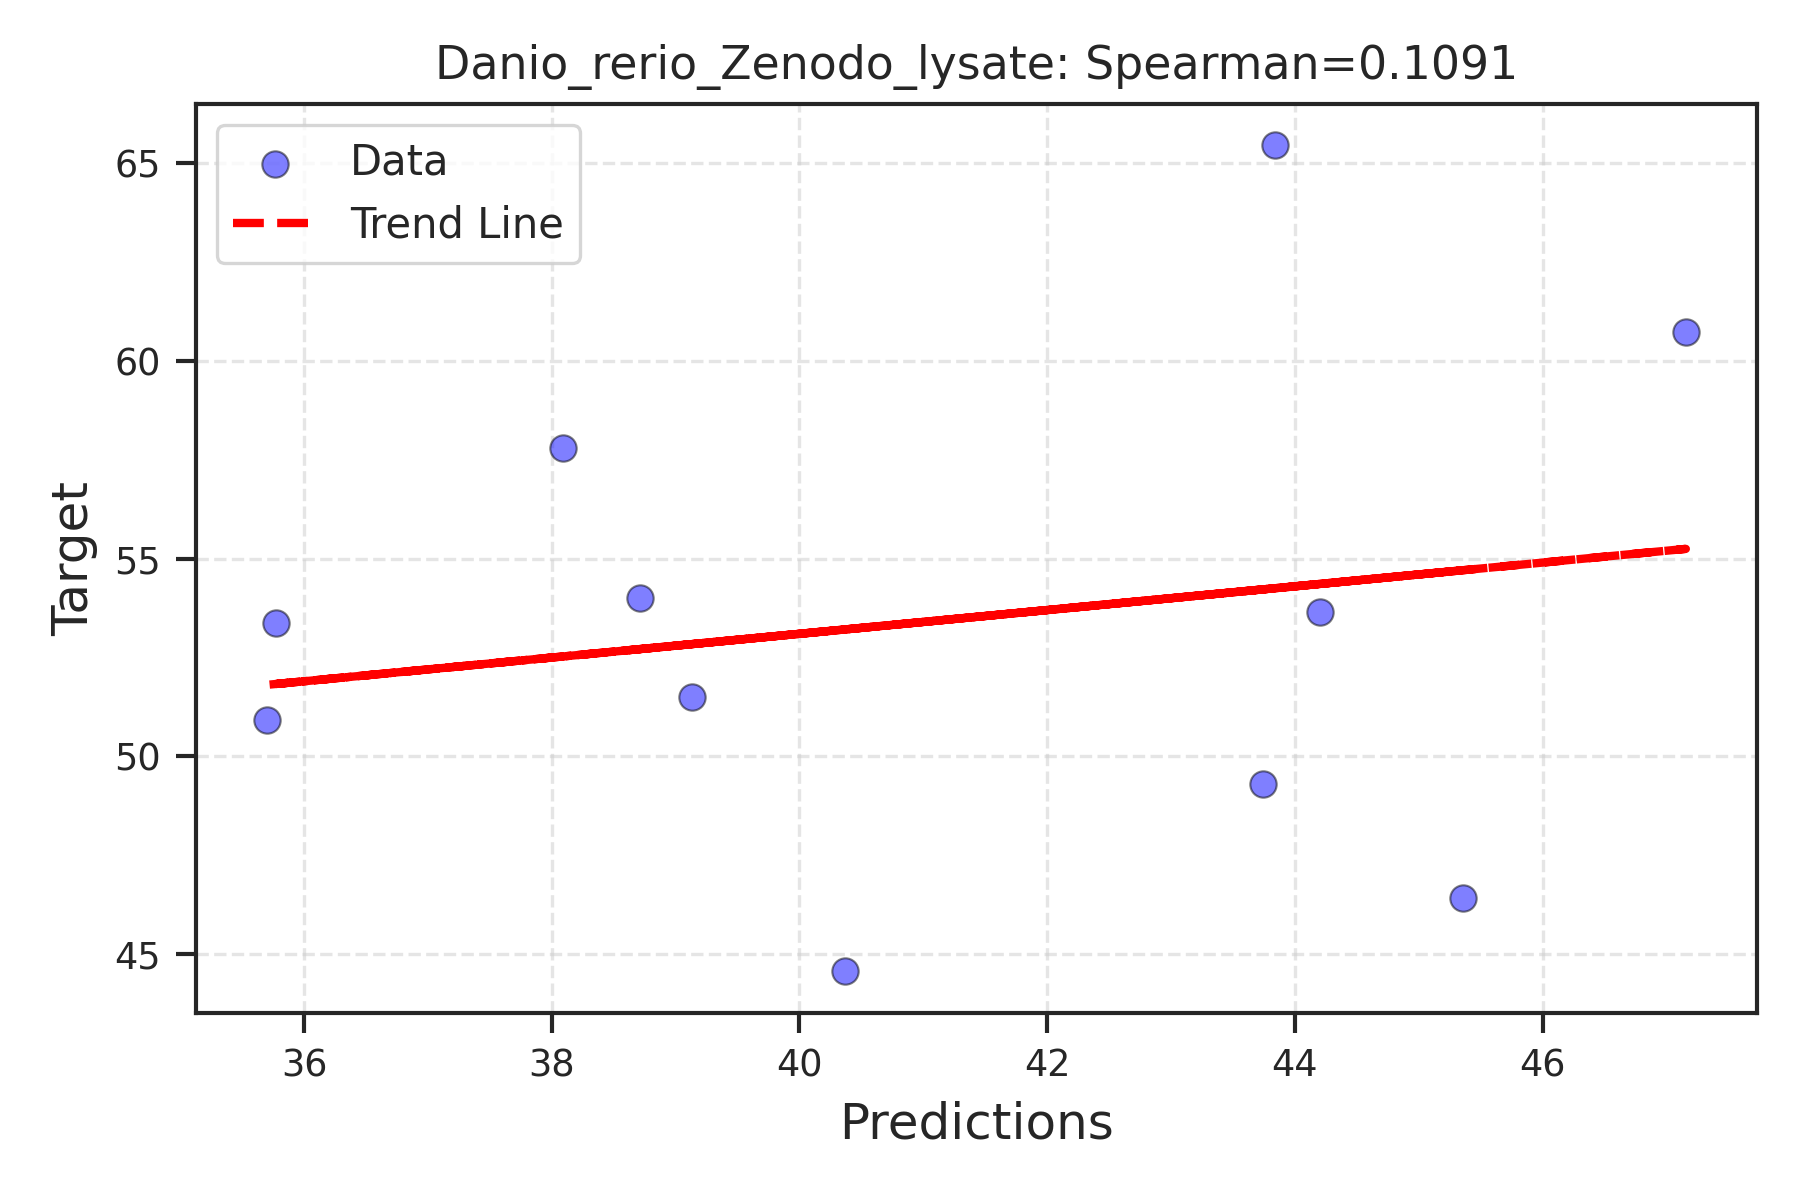 Danio_rerio_Zenodo_lysate: Spearman=0.1091
Data
Trend Line
65
60
55
50
45
Target
36 38 40 42 44 46
Predictions